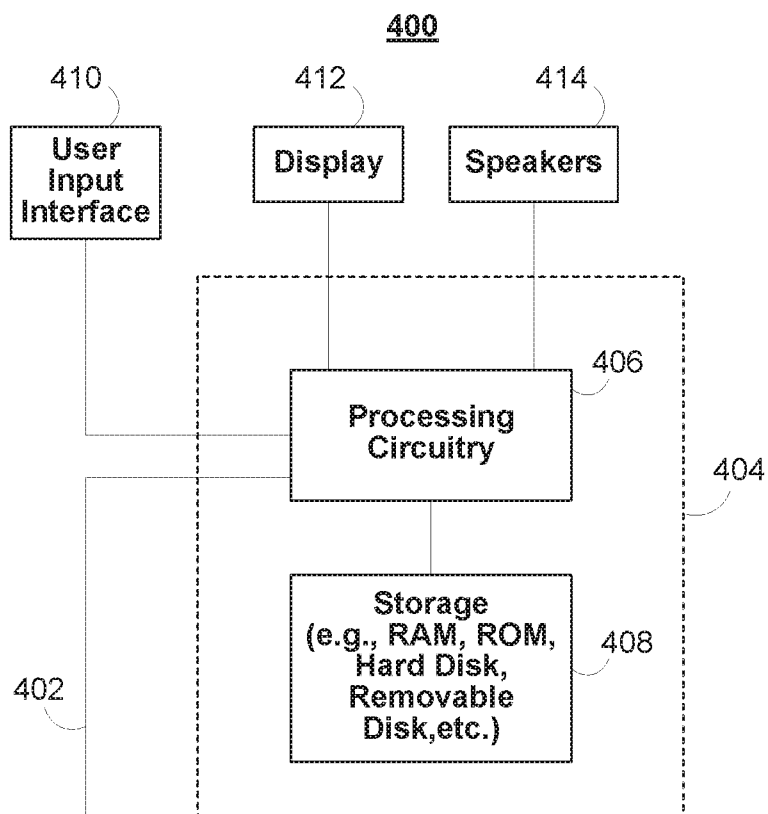 400
410
412
414
User
Input
Interface
Display
Speakers
406
Processing
Circuitry
404
Storage
(e.g., RAM, ROM,
Hard Disk,
Removable
Disk,etc.)
408
402